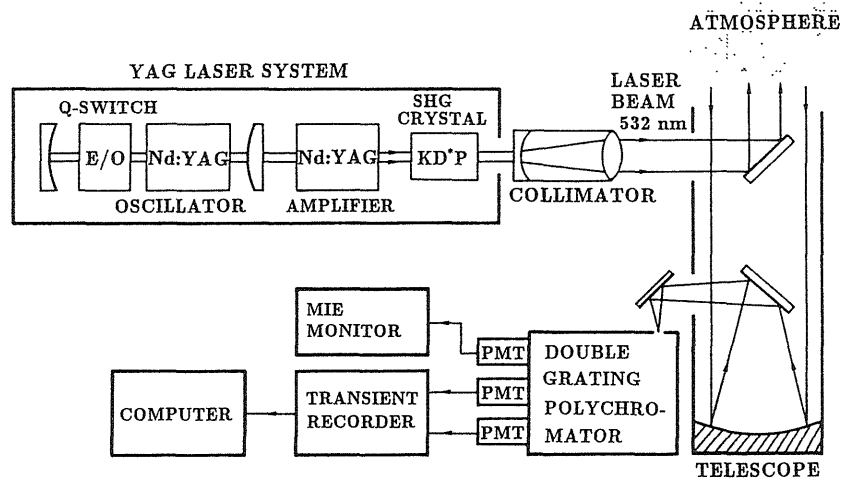 ATMOSPHERE
YAG LASER SYSTEM
LASER
BEAM
532 nm
Q-SWITCH
SHG
CRYSTAL
E/O
Nd:YAG
Nd:YAG
KD*P
OSCILLATOR
AMPLIFIER
COLLIMATOR
MIE
MONITOR
PMT
DOUBLE
GRATING
POLYCHRO-
MATOR
PMT
PMT
TRANSIENT
RECORDER
COMPUTER
TELESCOPE